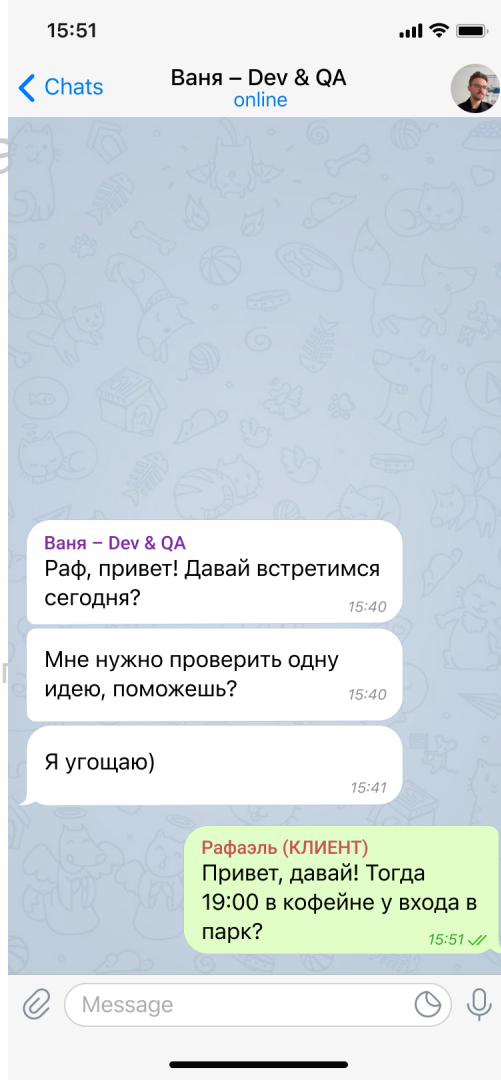 15:51
Chats
Ваня – Dev & QA
online
Ваня – Dev & QA
Раф, привет! Давай встретимся
сегодня?
15:40
Мне нужно проверить одну
идею, поможешь?
15:40
Я угощаю)
15:41
Рафаэль (КЛИЕНТ)
Привет, давай! Тогда
19:00 в кофейне у входа в
парк?
15:51
Message